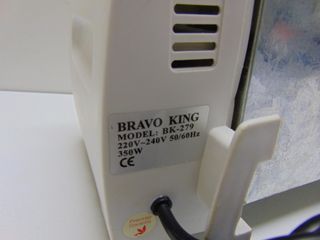 BRAVO KING
MODEL: BK-279
220V~240V 50/60Hz
350W
CE